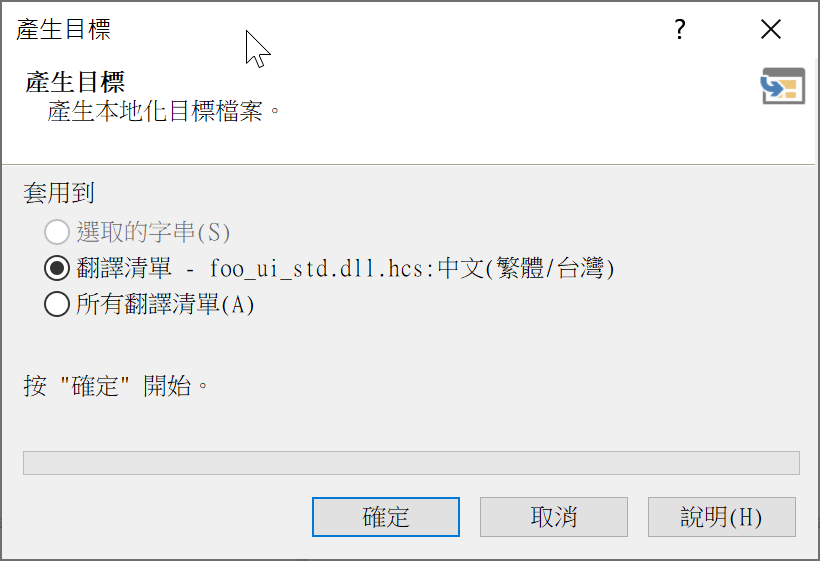 產生目標
產生目標
產生本地化目標檔案。
套用到
選取的字串(S)
翻譯清單 - foo_ui_std.dll.hcs:中文(繁體/台灣)
所有翻譯清單(A)
按 "確定" 開始。
確定
取消
說明(H)